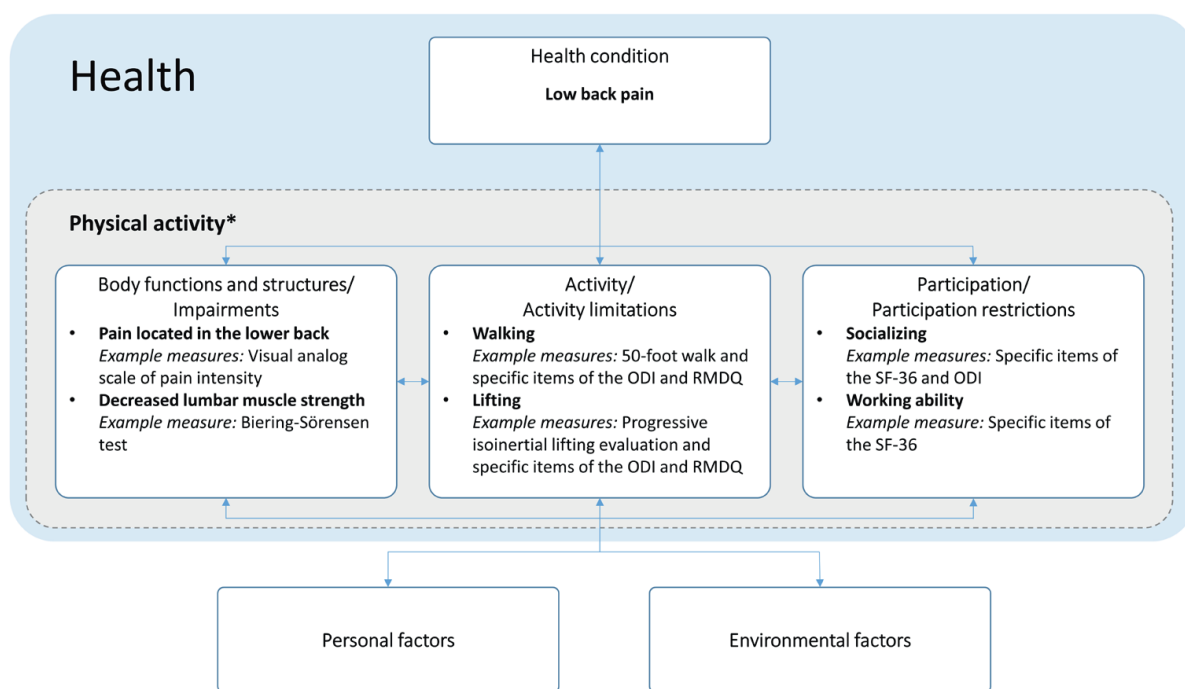 Health
Health condition
Low back pain
Physical activity*
Body functions and structures/
Impairments
• Pain located in the lower back
Example measures: Visual analog
scale of pain intensity
• Decreased lumbar muscle strength
Example measure: Biering-Sörensen
test
Activity/
Activity limitations
• Walking
Example measures: 50-foot walk and
specific items of the ODI and RMDQ
• Lifting
Example measures: Progressive
isoinertial lifting evaluation and
specific items of the ODI and RMDQ
Participation/
Participation restrictions
• Socializing
Example measures: Specific items of
the SF-36 and ODI
• Working ability
Example measure: Specific items of
the SF-36
Personal factors
Environmental factors